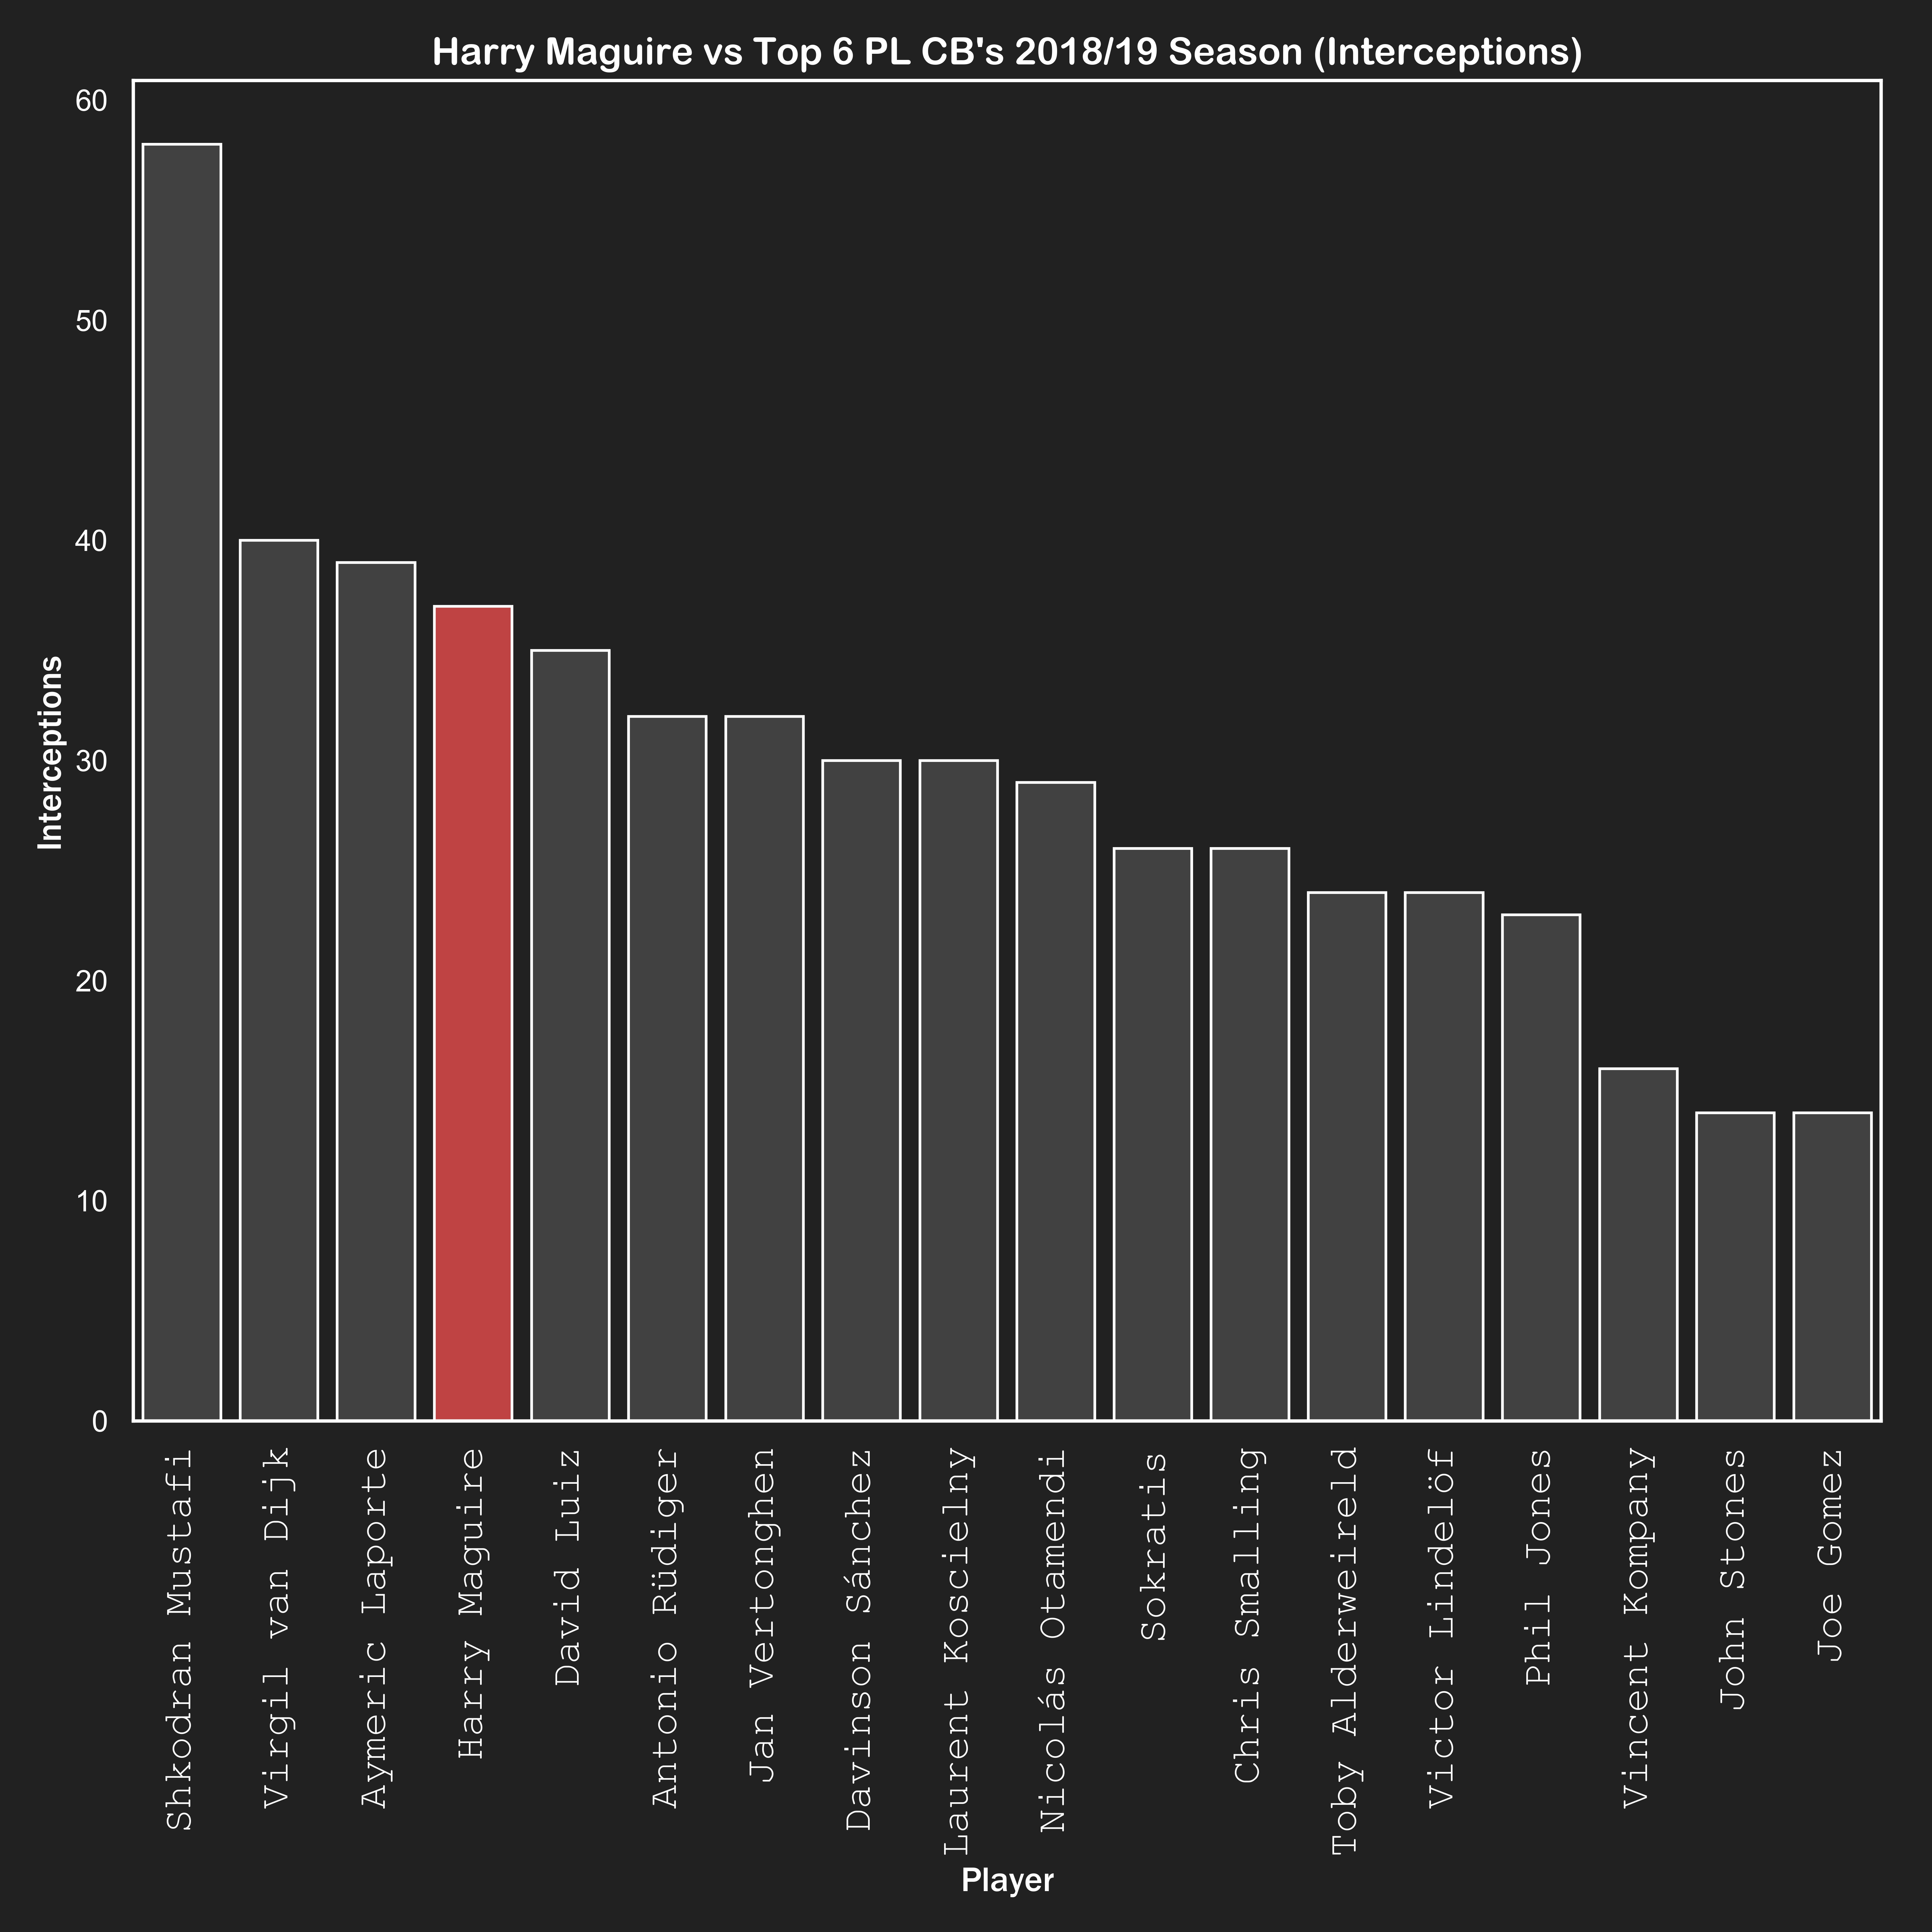 Harry Maguire vs Top 6 PL CB's 2018/19 Season (Interceptions)
60
50
40
30
20
10
0
Interceptions
Shkodran Mustafi
Virgil van Dijk
Aymeric Laporte
Harry Maguire
David Luiz
Antonio Rüdiger
Jan Vertonghen
Davinson Sánchez
Laurent Koscielny
Nicolás Otamendi
Sokratis
Chris Smalling
Toby Alderweireld
Victor Lindelöf
Phil Jones
Vincent Kompany
John Stones
Joe Gomez
Player